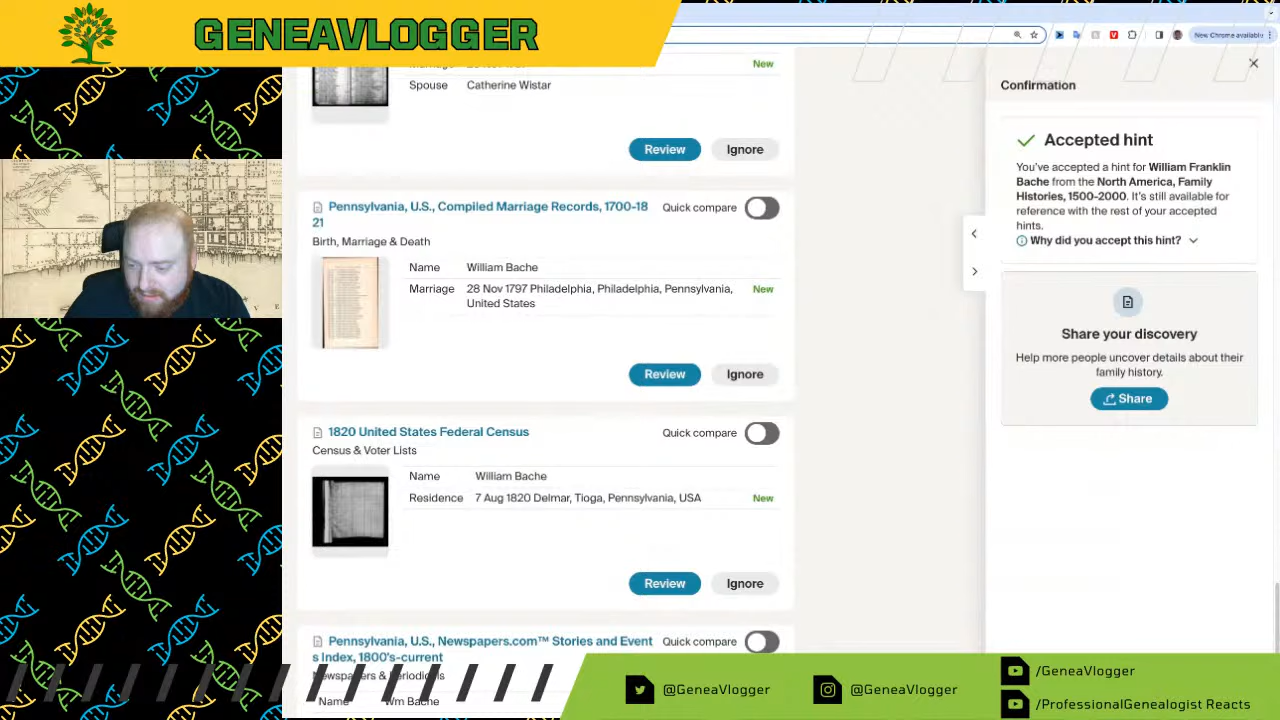 GENEAVLOGGER
New Chrome available
New
Spouse Catherine Wistar
Review Ignore
Pennsylvania, U.S., Compiled Marriage Records, 1700-18
21
Quick compare
Birth, Marriage & Death
Name William Bache
Marriage 28 Nov 1797 Philadelphia, Philadelphia, Pennsylvania, New
United States
Review Ignore
1820 United States Federal Census Quick compare
Census & Voter Lists
Name William Bache
Residence 7 Aug 1820 Delmar, Tioga, Pennsylvania, USA New
Review Ignore
Pennsylvania, U.S., Newspapers.com™ Stories and Event
s Index, 1800's-current
Quick compare
Newspapers & Periodicals
Name Wm Bache
Confirmation
Accepted hint
You've accepted a hint for William Franklin
Bache from the North America, Family
Histories, 1500-2000. It's still available for
reference with the rest of your accepted
hints.
Why did you accept this hint?
Share your discovery
Help more people uncover details about their
family history.
Share
@GeneaVlogger
@GeneaVlogger
/GeneaVlogger
/ProfessionalGenealogist Reacts